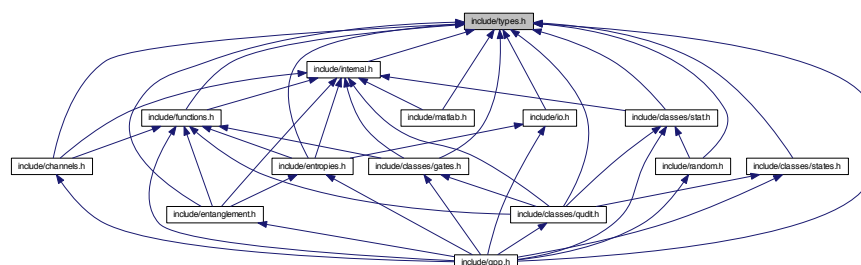 include/types.h
include/internal.h
include/functions.h
include/matlab.h
include/io.h
include/classes/stat.h
include/channels.h
include/entropies.h
include/classes/gates.h
include/random.h
include/classes/states.h
include/entanglement.h
include/classes/qudit.h
include/qpp.h